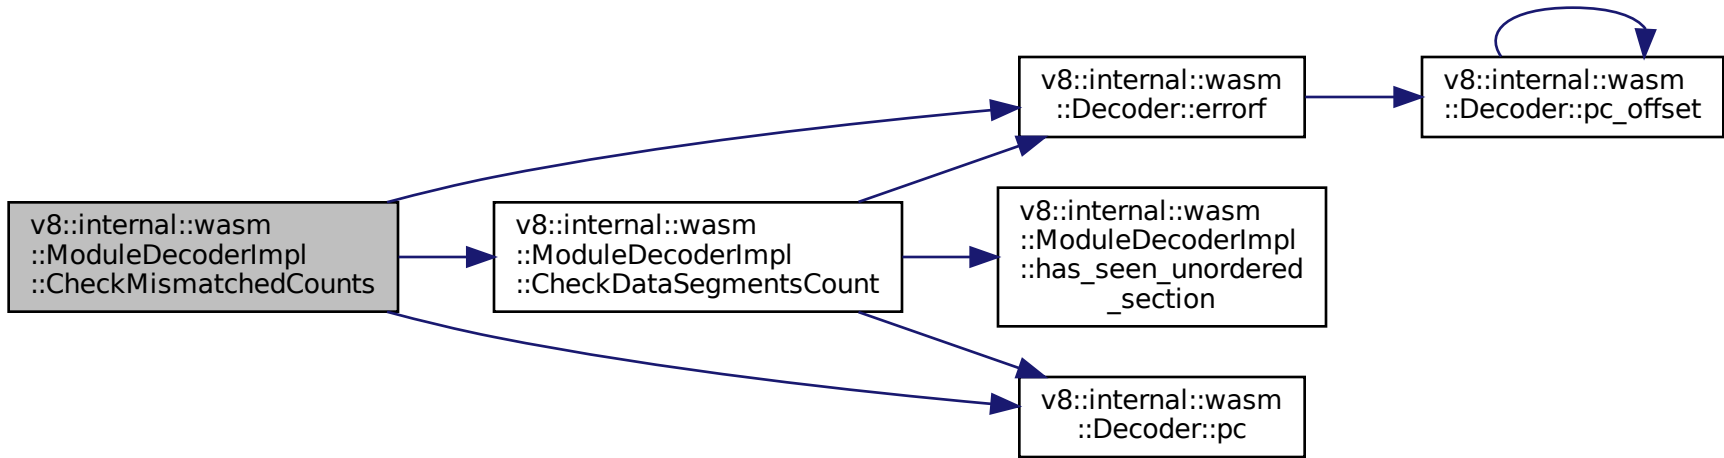 v8::internal::wasm
::ModuleDecoderImpl
::CheckMismatchedCounts
v8::internal::wasm
::ModuleDecoderImpl
::CheckDataSegmentsCount
v8::internal::wasm
::Decoder::errorf
v8::internal::wasm
::Decoder::pc_offset
v8::internal::wasm
::ModuleDecoderImpl
::has_seen_unordered
_section
v8::internal::wasm
::Decoder::pc